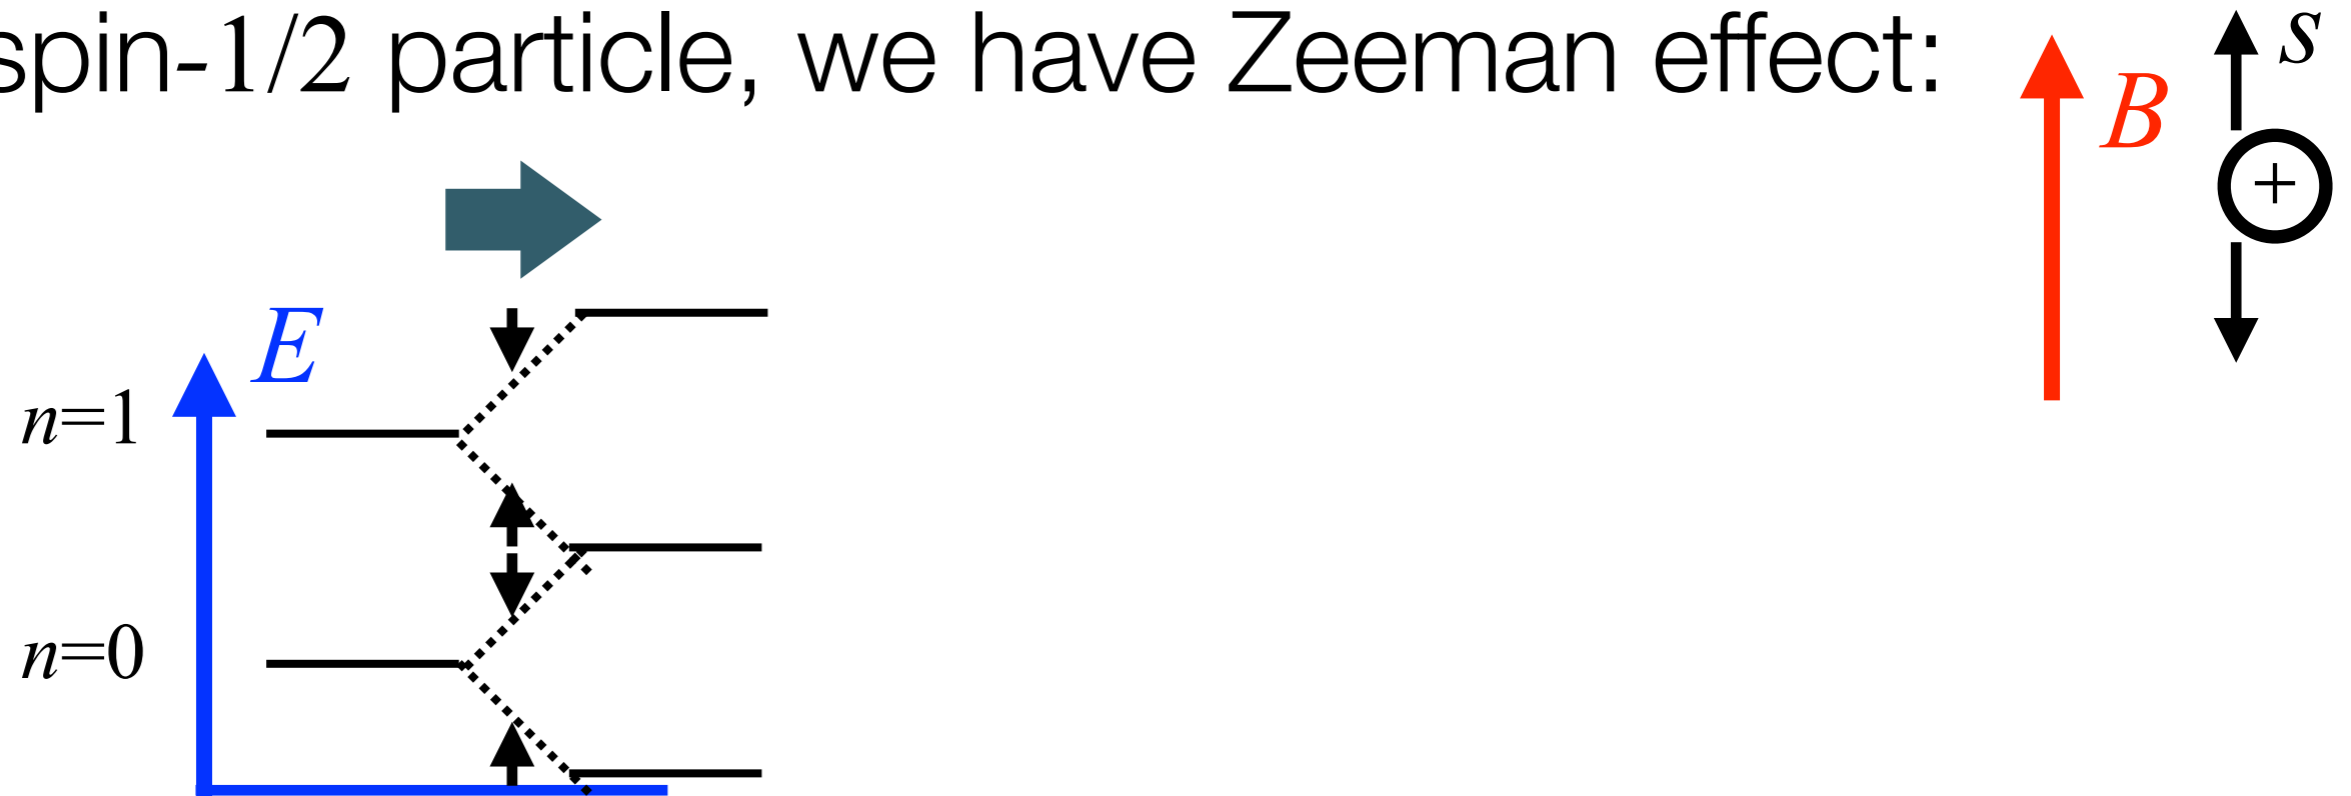 spin-1/2 particle, we have Zeeman effect:
s
B
+
E
n=1
n=0